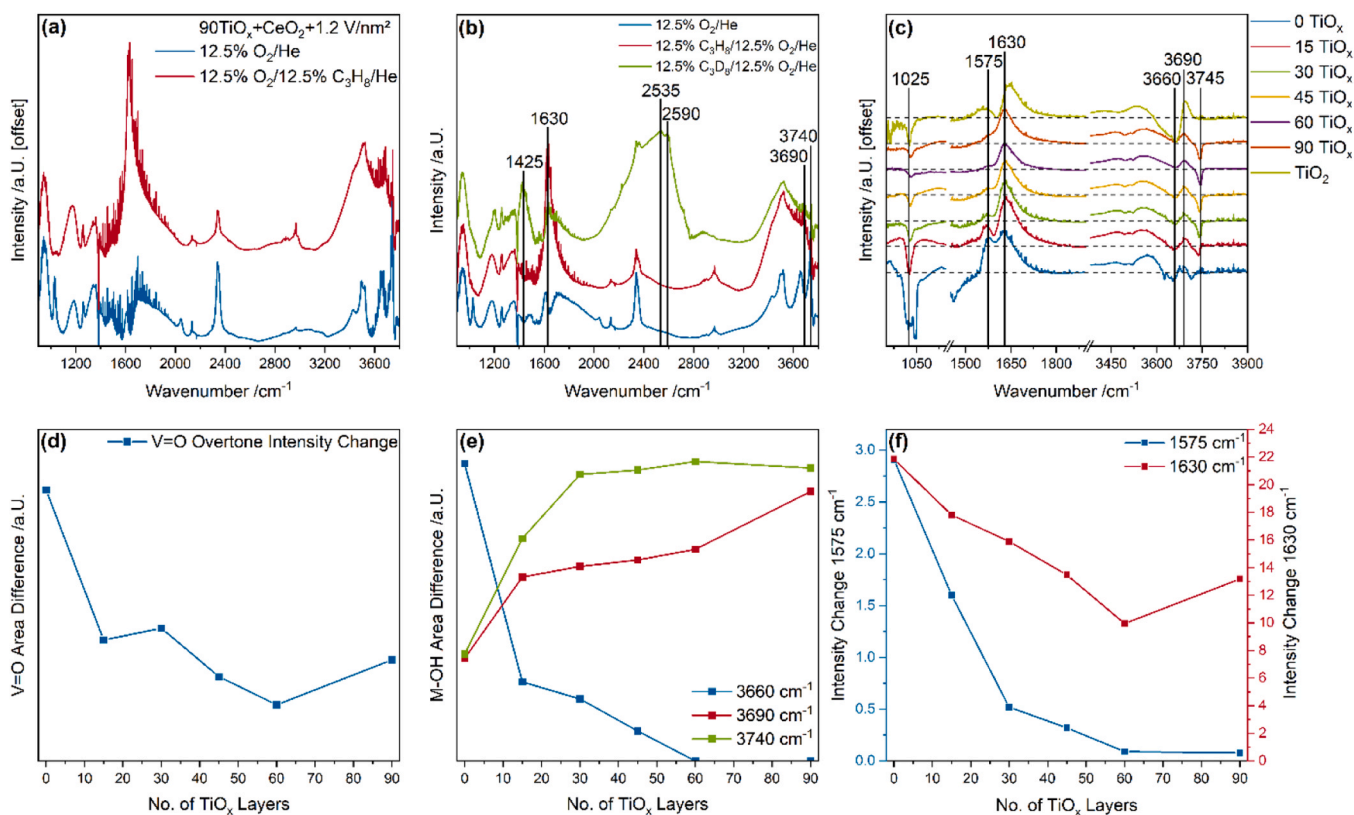 (a)
90TiOₓ+CeO₂+1.2 V/nm²
12.5% O₂/He
12.5% O₂/12.5% C₃H₈/He
Intensity /a.U. [offset]
900 1200 1600 2000 2400 2800 3200 3600
Wavenumber /cm⁻¹
(b)
12.5% O₂/He
12.5% C₃H₈/12.5% O₂/He
12.5% C₃D₈/12.5% O₂/He
2535
2590
1630
1425
3740
3690
Intensity /a.U.
1200 1600 2000 2400 2800 3200 3600
Wavenumber /cm⁻¹
(c)
1630
1575
1025
3690
3660
3745
Intensity /a.U. [offset]
1050 1500 1650 1800 3450 3600 3750 3900
Wavenumber /cm⁻¹
0 TiOₓ
15 TiOₓ
30 TiOₓ
45 TiOₓ
60 TiOₓ
90 TiOₓ
TiO₂
(d)
V=O Overtone Intensity Change
V=O Area Difference /a.U.
0 10 20 30 40 50 60 70 80 90
No. of TiOₓ Layers
(e)
M-OH Area Difference /a.U.
3660 cm⁻¹
3690 cm⁻¹
3740 cm⁻¹
0 10 20 30 40 50 60 70 80 90
No. of TiOₓ Layers
(f)
1575 cm⁻¹
1630 cm⁻¹
Intensity Change 1575 cm⁻¹
3.0
2.5
2.0
1.5
1.0
0.5
0.0
Intensity Change 1630 cm⁻¹
24
22
20
18
16
14
12
10
8
6
4
2
0
0 10 20 30 40 50 60 70 80 90
No. of TiOₓ Layers